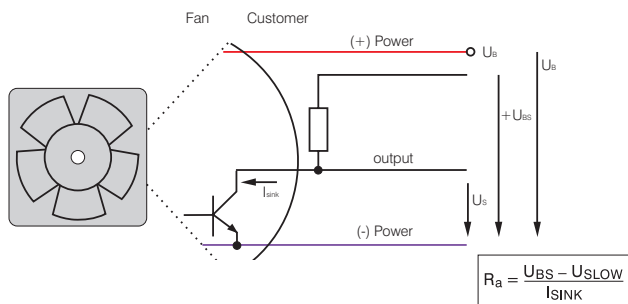 Fan Customer
(+) Power
UB
UB
+UBS
output
Isink
US
(-) Power
Ra = UBS – USLOW
ISINK